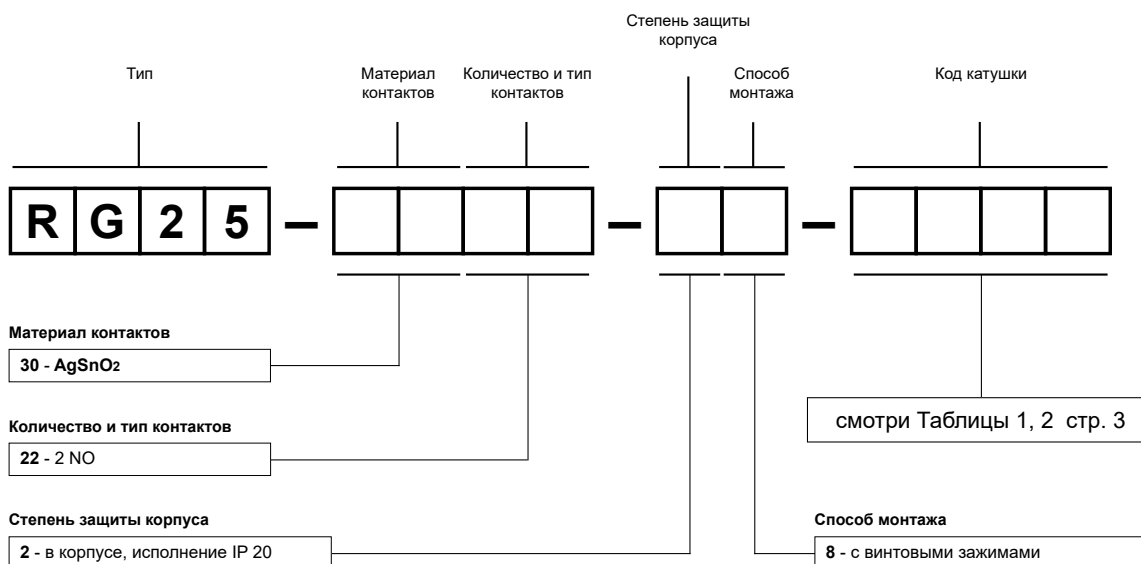 Степень защиты
корпуса
Тип
Материал
контактов
Количество и тип
контактов
Способ
монтажа
Код катушки
R G 2 5 – – –
Материал контактов
30 - AgSnO2
смотри Таблицы 1, 2 стр. 3
Количество и тип контактов
22 - 2 NO
Степень защиты корпуса
2 - в корпусе, исполнение IP 20
Способ монтажа
8 - с винтовыми зажимами